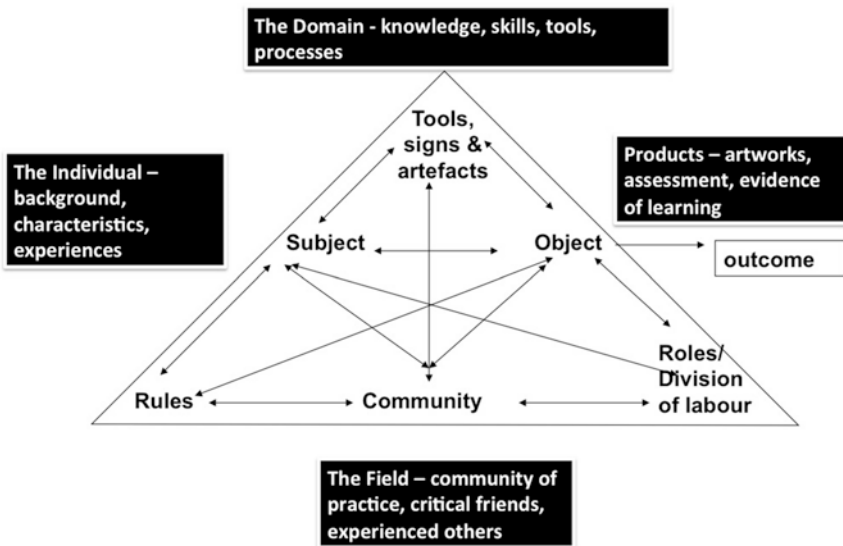 The Domain - knowledge, skills, tools,
processes
Tools,
signs &
artefacts
The Individual –
background,
characteristics,
experiences
Products – artworks,
assessment, evidence
of learning
Subject
Object
outcome
Rules
Community
Roles/
Division
of labour
The Field – community of
practice, critical friends,
experienced others